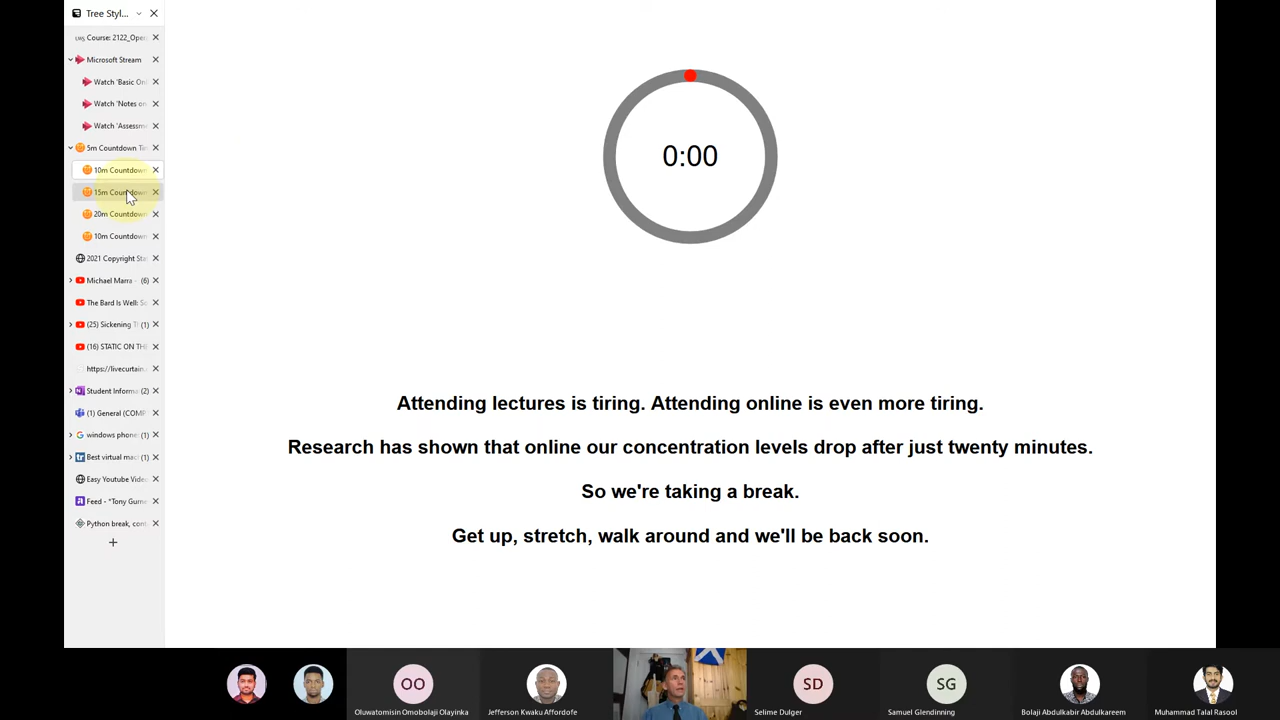 Tree Styl...
Course: 2122_Oper
Microsoft Stream
Watch 'Basic On
Watch 'Notes on
Watch 'Assessm
5m Countdown Ti
10m Countdown
15m Countdown
20m Countdown
10m Countdown
2021 Copyright Sta
Michael Marra - (6)
The Bard Is Well: Sc
(25) Sickening T (1)
(16) STATIC ON TH
https://livecurtain.
Student Informa (2)
(1) General (COMP
windows phone (1)
Best virtual mac (1)
Easy Youtube Vide
Feed - "Tony Gurne
Python break, cont
0:00
Attending lectures is tiring. Attending online is even more tiring.
Research has shown that online our concentration levels drop after just twenty minutes.
So we're taking a break.
Get up, stretch, walk around and we'll be back soon.
OO
SD
SG
Oluwatomisin Omobolaji Olayinka
Jefferson Kwaku Affordofe
Selime Dulger
Samuel Glendinning
Bolaji Abdulkabir Abdulkareem
Muhammad Talal Rasool